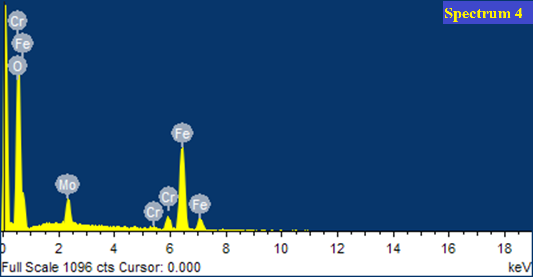 Spectrum 4
Cr
Fe
O
Fe
Mo
Cr
Cr
Fe
0 2 4 6 8 10 12 14 16 18
Full Scale 1096 cts Cursor: 0.000 keV